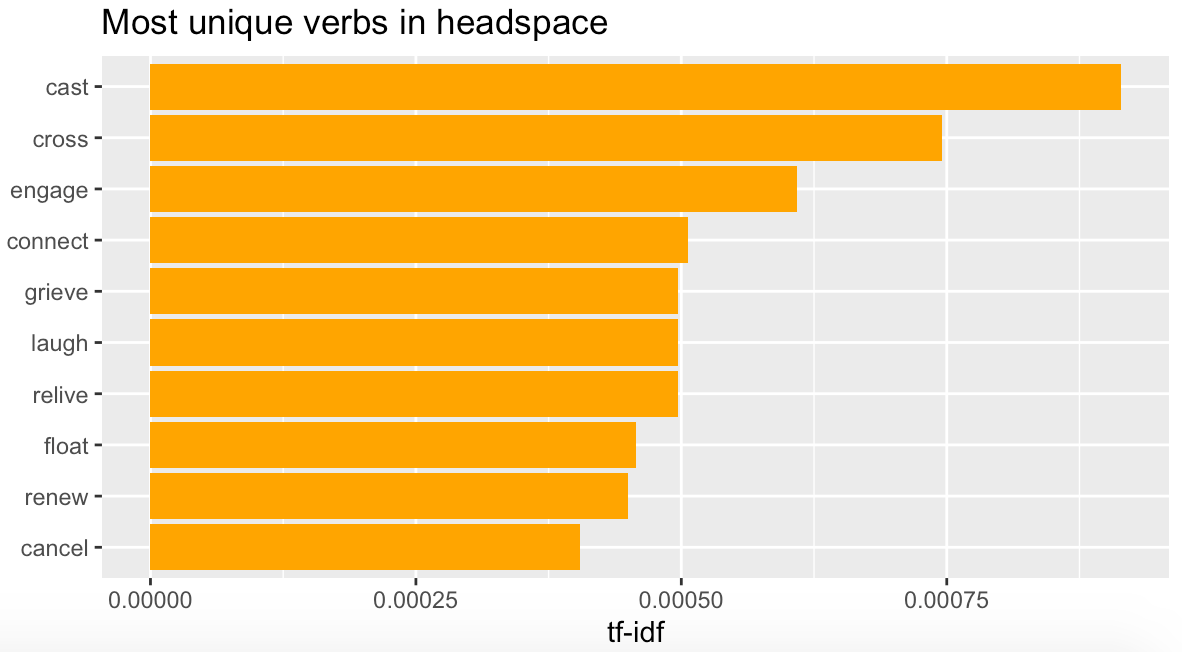 Most unique verbs in headspace
cast
cross
engage
connect
grieve
laugh
relive
float
renew
cancel
0.00000 0.00025 0.00050 0.00075
tf-idf